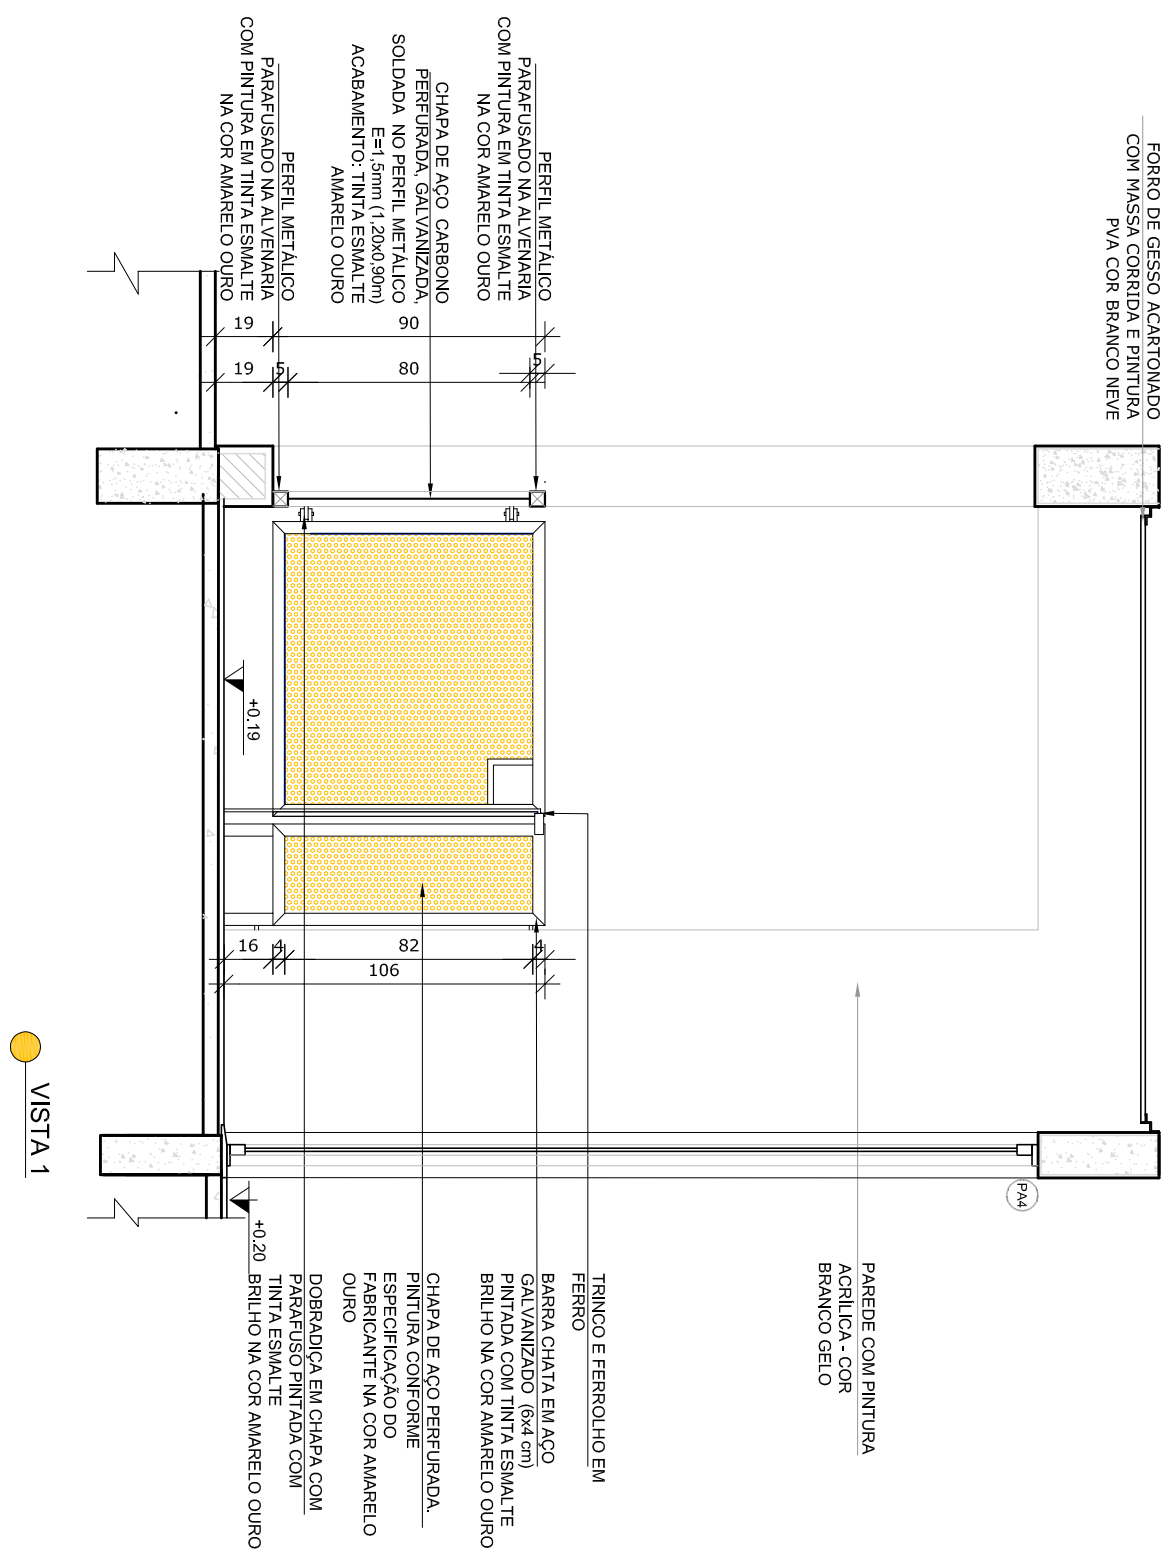 FORRO DE GESSO ACARTONADO
COM MASSA CORRIDA E PINTURA
PVA COR BRANCO NEVE
PERFIL METÁLICO
PARAFUSADO NA ALVENARIA
COM PINTURA EM TINTA ESMALTE
NA COR AMARELO OURO
CHAPA DE AÇO CARBONO
PERFURADA, GALVANIZADA,
SOLDADA NO PERFIL METÁLICO
E=1,5mm (1,20x0,90m)
ACABAMENTO: TINTA ESMALTE
AMARELO OURO
PERFIL METÁLICO
PARAFUSADO NA ALVENARIA
COM PINTURA EM TINTA ESMALTE
NA COR AMARELO OURO
90
19
5
80
5
19
+0.19
4
82
4
16
106
PA4
+0.20
PAREDE COM PINTURA
ACRÍLICA - COR
BRANCO GELO
TRINCO E FERROLHO EM
FERRO
BARRA CHATA EM AÇO
GALVANIZADO (6x4 cm)
PINTADA COM TINTA ESMALTE
BRILHO NA COR AMARELO OURO
CHAPA DE AÇO PERFURADA.
PINTURA CONFORME
ESPECIFICAÇÃO DO
FABRICANTE NA COR AMARELO
OURO
DOBRADIÇA EM CHAPA COM
PARAFUSO PINTADA COM
TINTA ESMALTE
BRILHO NA COR AMARELO OURO
VISTA 1